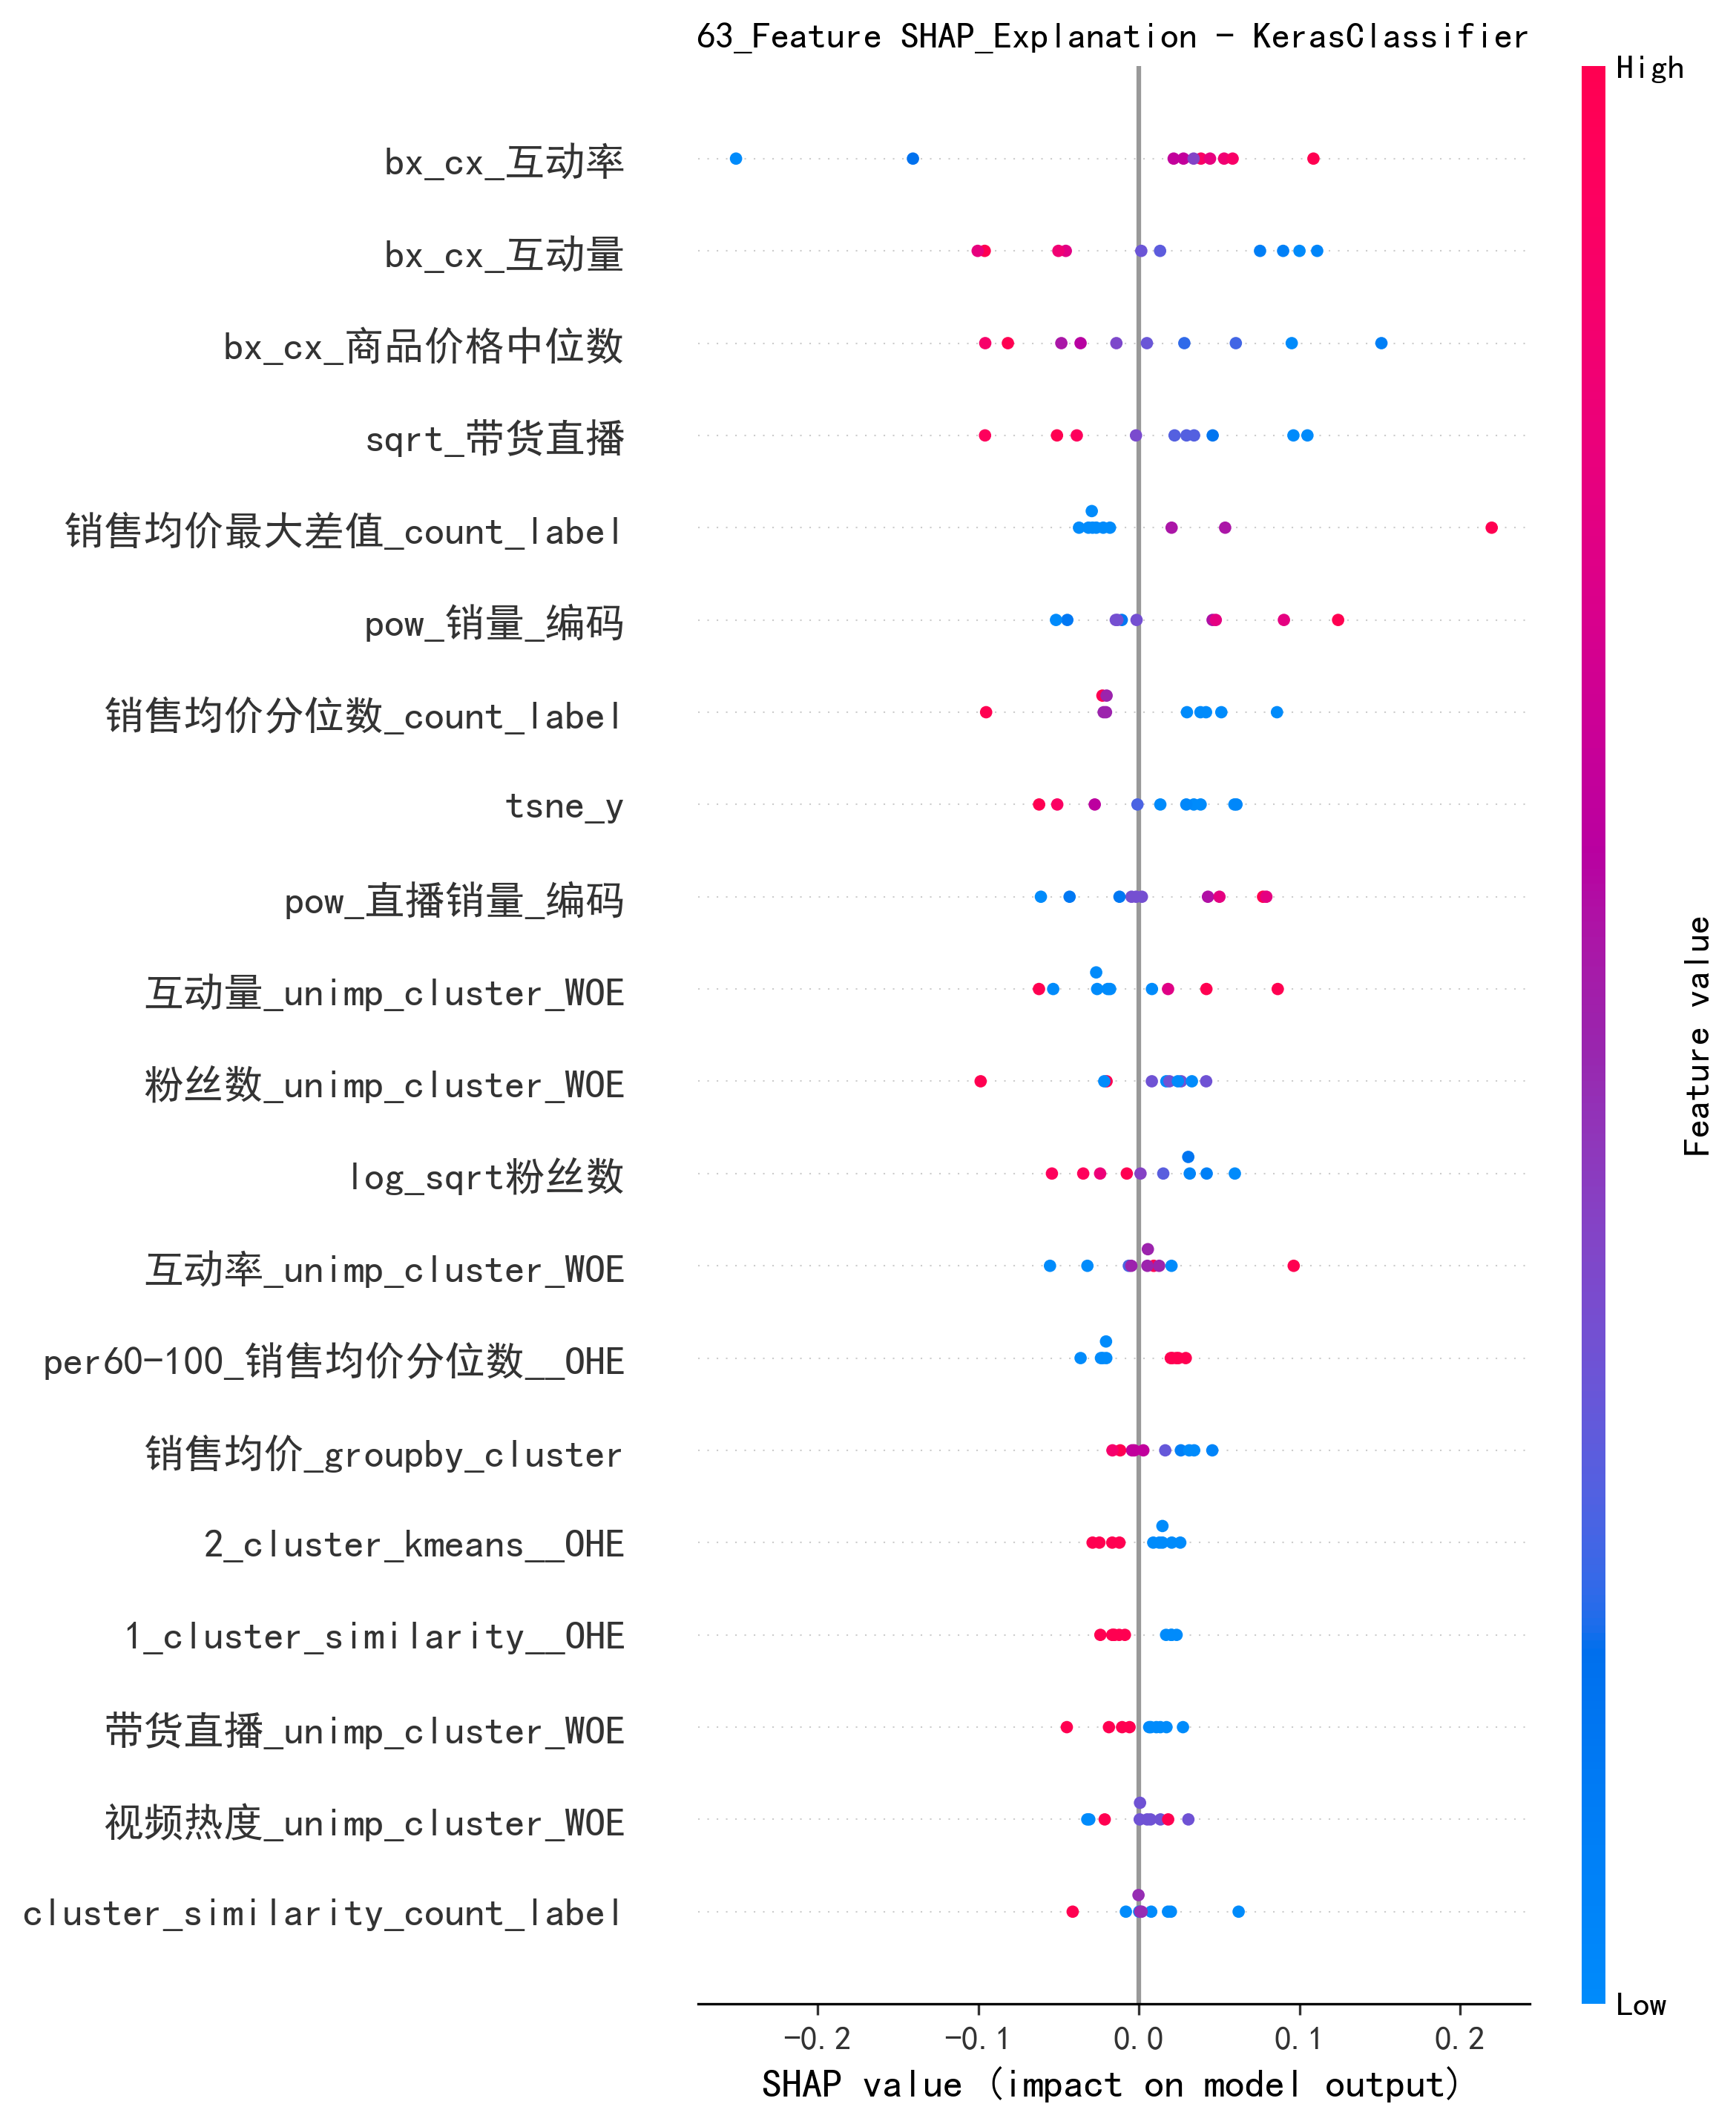 63_Feature SHAP_Explanation - KerasClassifier
High
bx_cx_互动率
bx_cx_互动量
bx_cx_商品价格中位数
sqrt_带货直播
销售均价最大差值_count_label
pow_销量_编码
销售均价分位数_count_label
tsne_y
pow_直播销量_编码
互动量_unimp_cluster_WOE
粉丝数_unimp_cluster_WOE
log_sqrt粉丝数
互动率_unimp_cluster_WOE
per60-100_销售均价分位数__OHE
销售均价_groupby_cluster
2_cluster_kmeans__OHE
1_cluster_similarity__OHE
带货直播_unimp_cluster_WOE
视频热度_unimp_cluster_WOE
cluster_similarity_count_label
Feature value
Low
-0.2 -0.1 0.0 0.1 0.2
SHAP value (impact on model output)